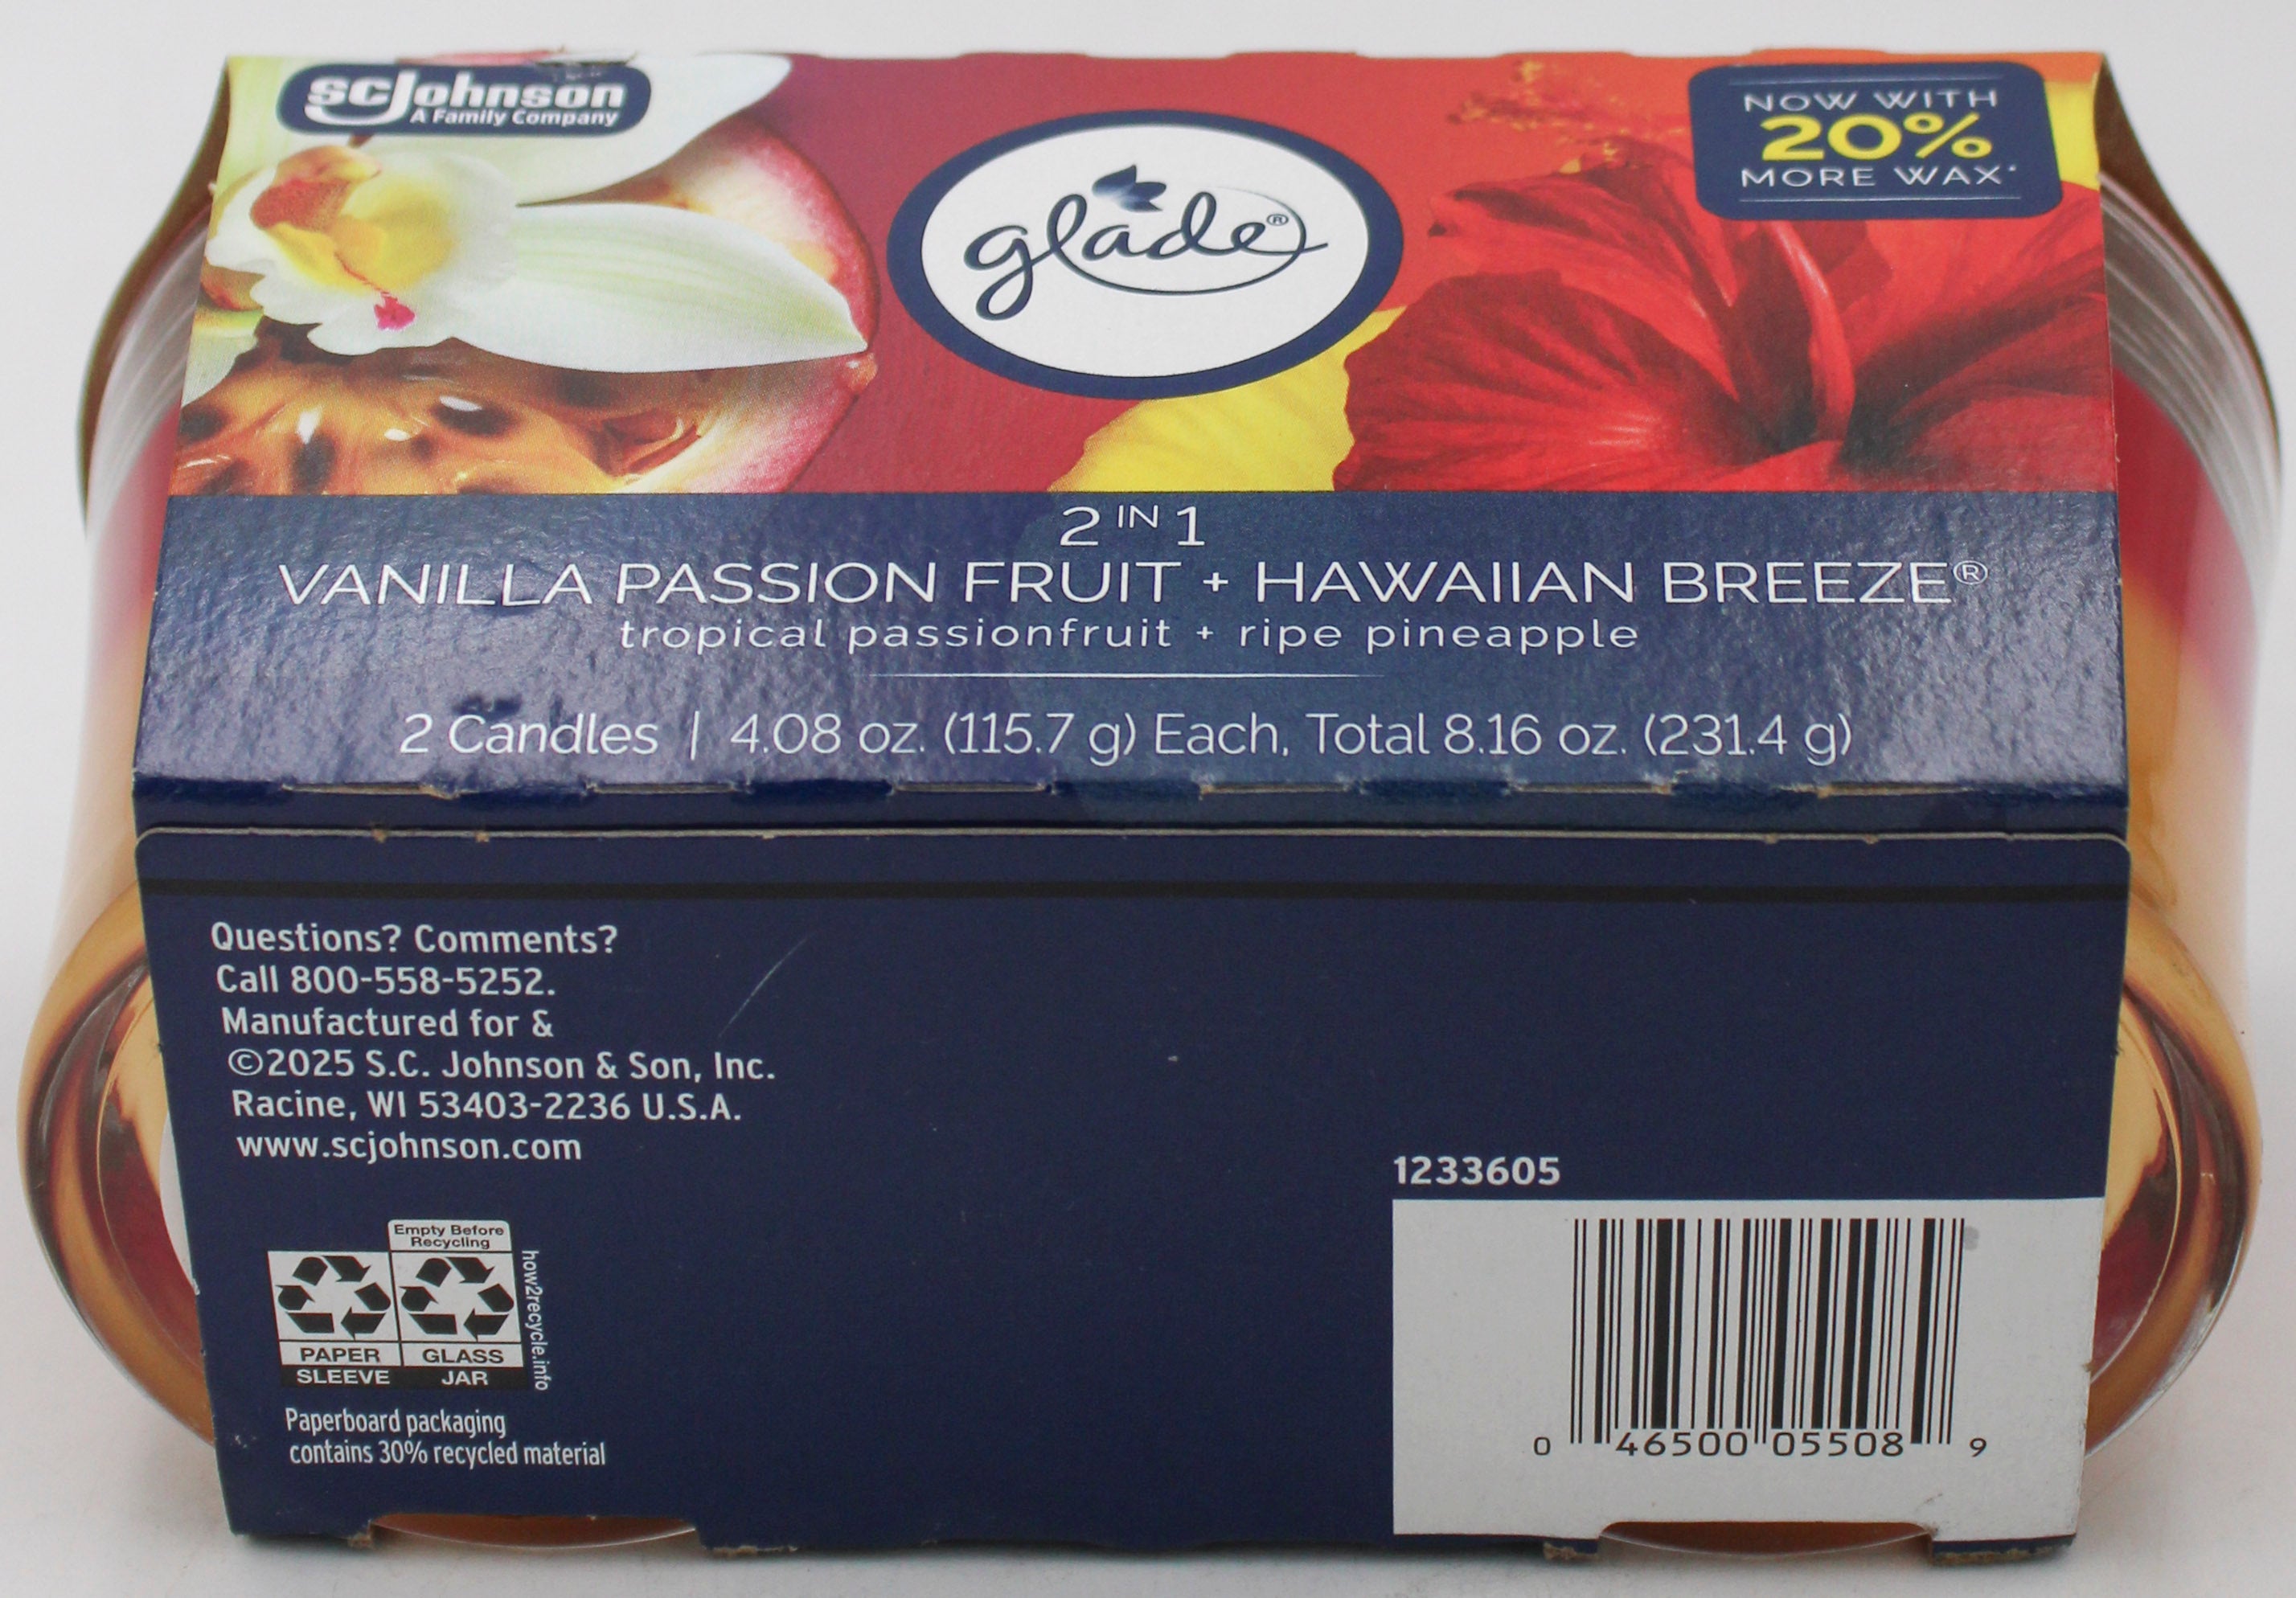 SCJohnson
A Family Company
glade®
NOW WITH
20%
MORE WAX*
2 IN 1
VANILLA PASSION FRUIT + HAWAIIAN BREEZE®
tropical passionfruit + ripe pineapple
2 Candles | 4.08 oz. (115.7 g) Each, Total 8.16 oz. (231.4 g)
Questions? Comments?
Call 800-558-5252.
Manufactured for &
©2025 S.C. Johnson & Son, Inc.
Racine, WI 53403-2236 U.S.A.
www.scjohnson.com
Empty Before
Recycling
PAPER GLASS
SLEEVE JAR
how2recycle.info
Paperboard packaging
contains 30% recycled material
1233605
0 46500 05508 9